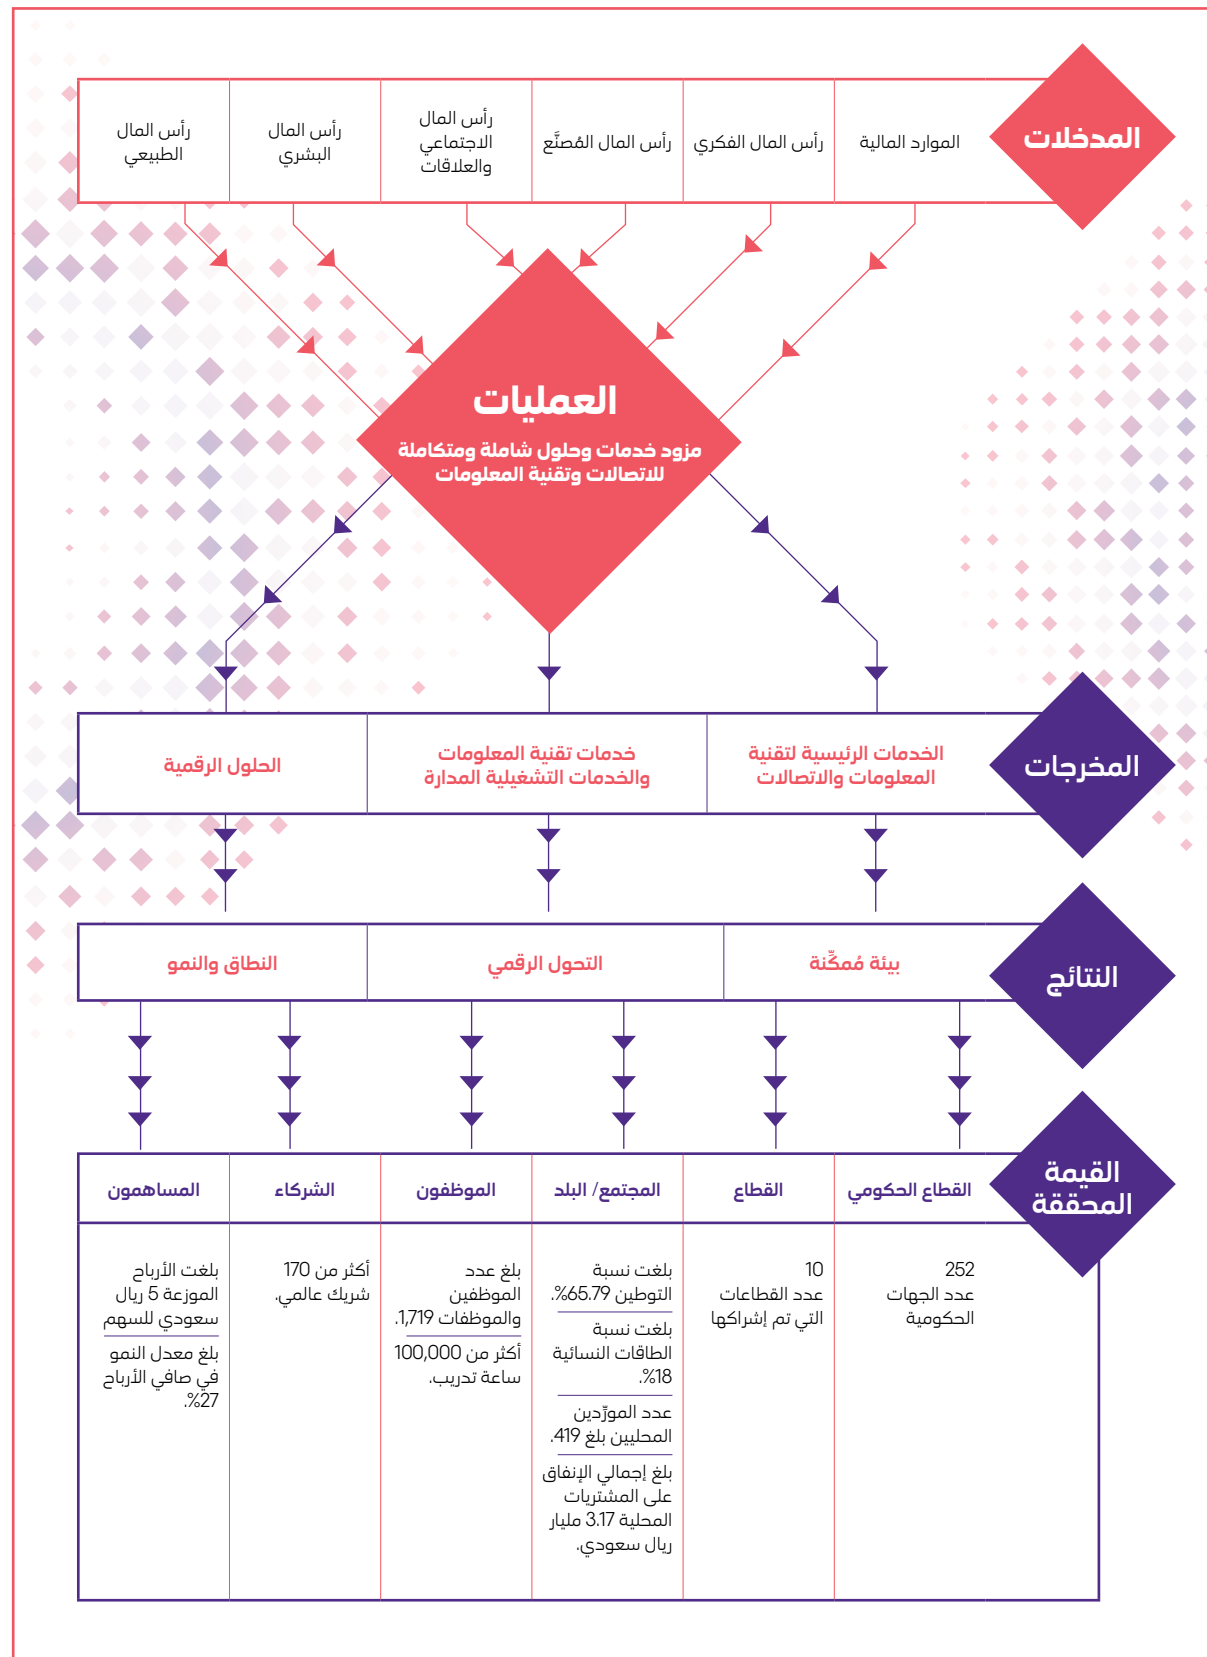 المدخلات
الموارد المالية
رأس المال الفكري
رأس المال المُصنَّع
رأس المال
الاجتماعي
والعلاقات
رأس المال
البشري
رأس المال
الطبيعي
العمليات
مزود خدمات وحلول شاملة ومتكاملة
للاتصالات وتقنية المعلومات
المخرجات
الخدمات الرئيسية لتقنية
المعلومات والاتصالات
خدمات تقنية المعلومات
والخدمات التشغيلية المدارة
الحلول الرقمية
النتائج
بيئة مُمكِّنة
التحول الرقمي
النطاق والنمو
القيمة
المحققة
القطاع الحكومي
252
عدد الجهات
الحكومية
القطاع
10
عدد القطاعات
التي تم إشراكها
المجتمع/ البلد
بلغت نسبة
التوطين 65.79%.
بلغت نسبة
الطاقات النسائية
18%.
عدد المورِّدين
المحليين بلغ 419.
بلغ إجمالي الإنفاق
على المشتريات
المحلية 3.17 مليار
ريال سعودي.
الموظفون
بلغ عدد
الموظفين
والموظفات 1,719.
أكثر من 100,000
ساعة تدريب.
الشركاء
أكثر من 170
شريك عالمي.
المساهمون
بلغت الأرباح
الموزعة 5 ريال
سعودي للسهم
بلغ معدل النمو
في صافي الأرباح
27%.